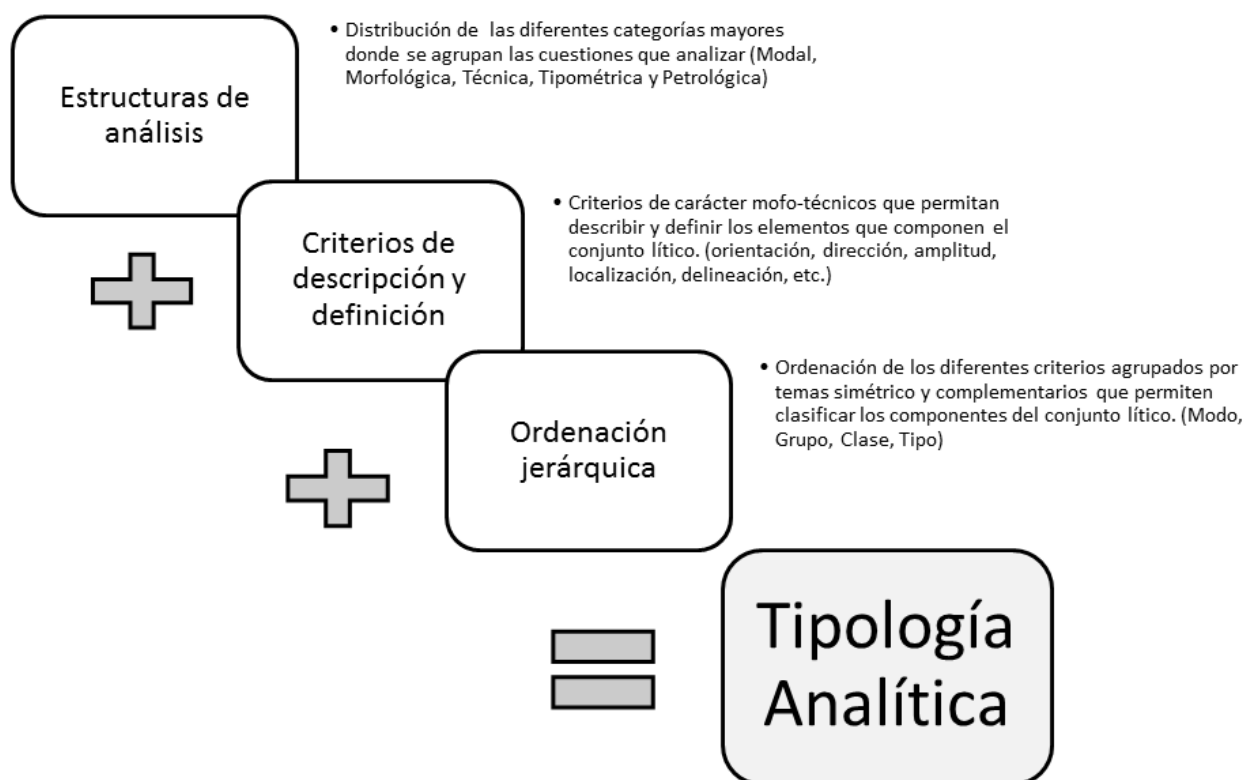 • Distribución de las diferentes categorías mayores
donde se agrupan las cuestiones que analizar (Modal,
Morfológica, Técnica, Tipométrica y Petrológica)
Estructuras de
análisis
• Criterios de carácter mofo-técnicos que permitan
describir y definir los elementos que componen el
conjunto lítico. (orientación, dirección, amplitud,
localización, delineación, etc.)
Criterios de
descripción y
definición
• Ordenación de los diferentes criterios agrupados por
temas simétrico y complementarios que permiten
clasificar los componentes del conjunto lítico. (Modo,
Grupo, Clase, Tipo)
Ordenación
jerárquica
Tipología
Analítica